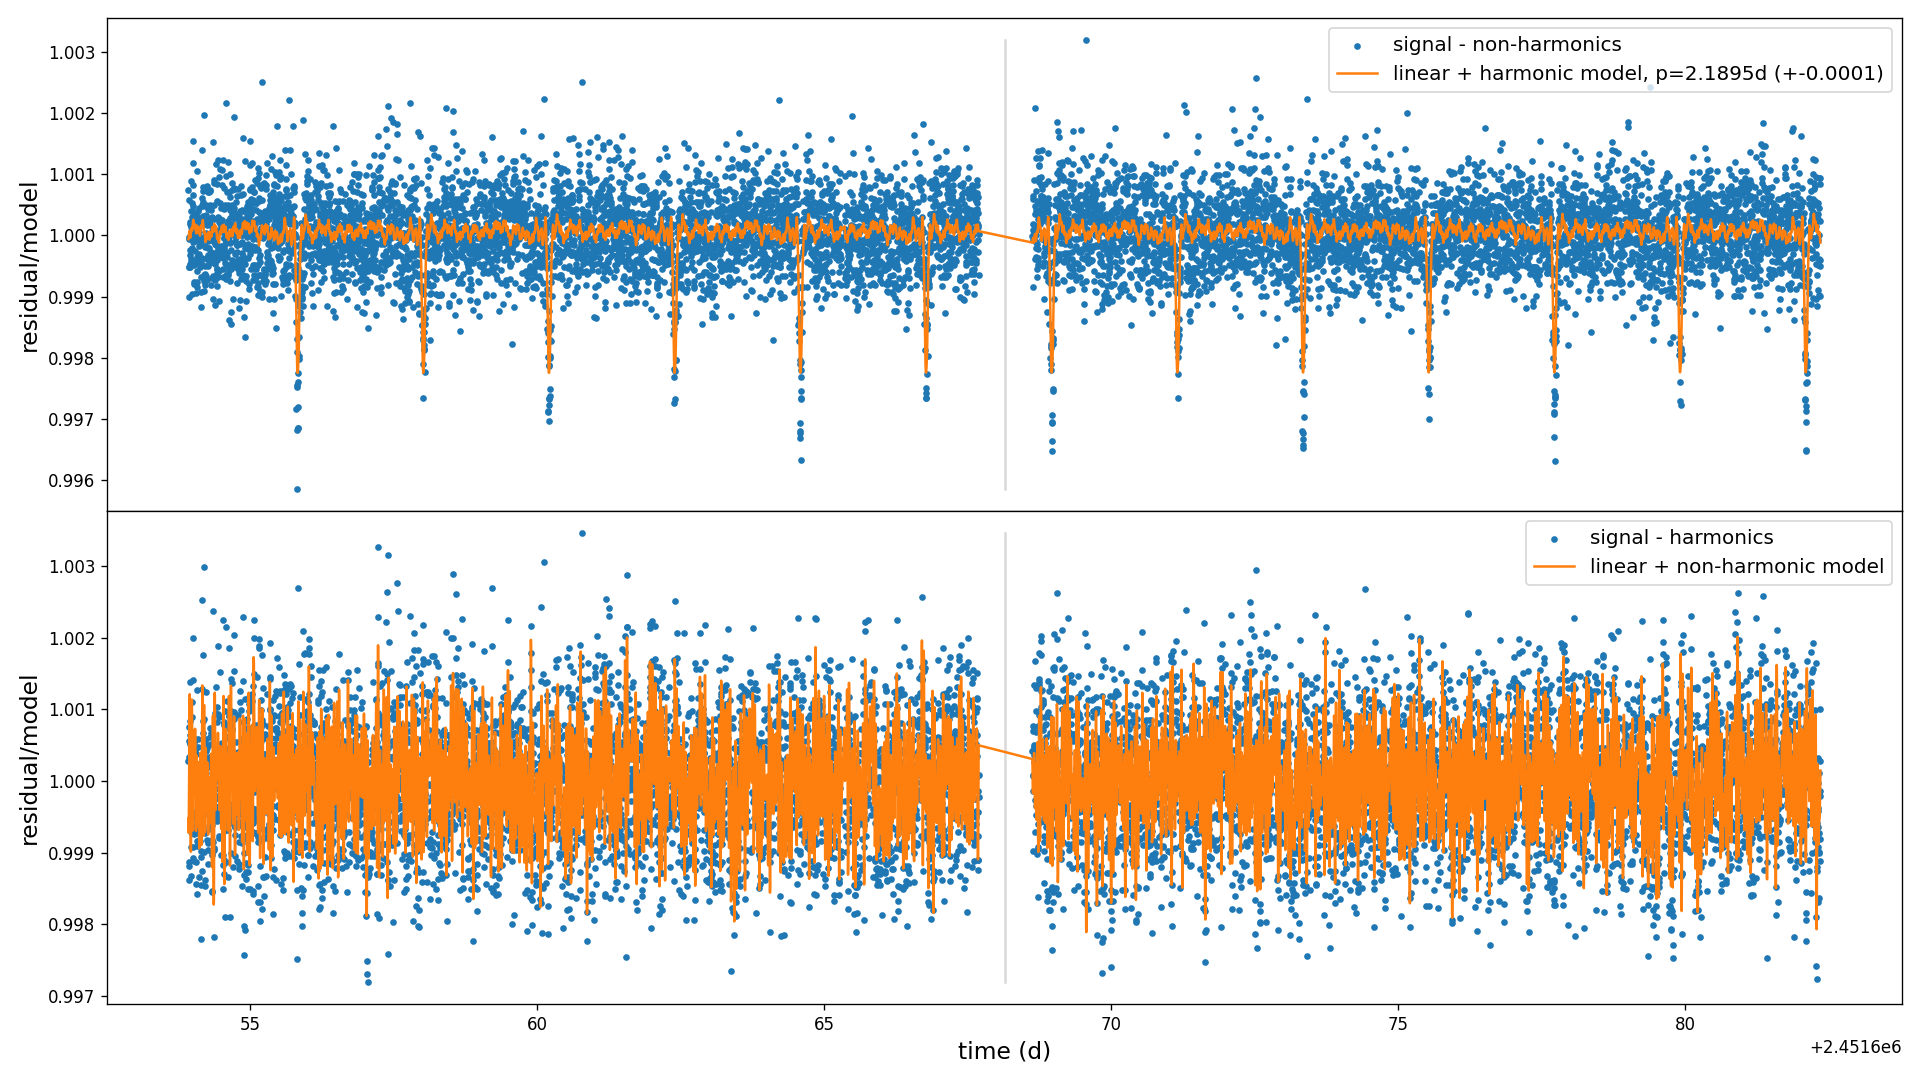 1.003
1.002
1.001
1.000
0.999
0.998
0.997
0.996
residual/model
signal - non-harmonics
linear + harmonic model, p=2.1895d (+-0.0001)
1.003
1.002
1.001
1.000
0.999
0.998
0.997
residual/model
signal - harmonics
linear + non-harmonic model
55 60 65 70 75 80
time (d)
+2.4516e6